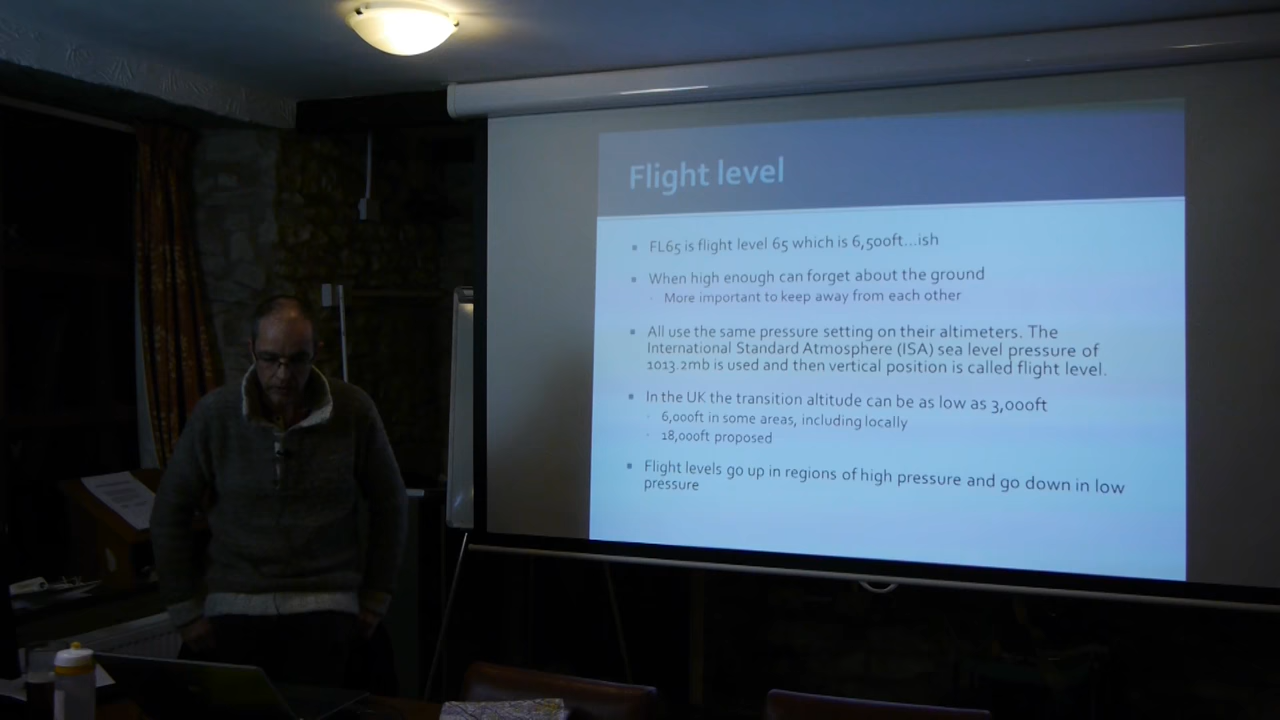 Flight level
FL65 is flight level 65 which is 6,500ft...ish
When high enough can forget about the ground
More important to keep away from each other
All use the same pressure setting on their altimeters. The
International Standard Atmosphere (ISA) sea level pressure of
1013.2mb is used and then vertical position is called flight level.
In the UK the transition altitude can be as low as 3,000ft
6,000ft in some areas, including locally
18,000ft proposed
Flight levels go up in regions of high pressure and go down in low
pressure